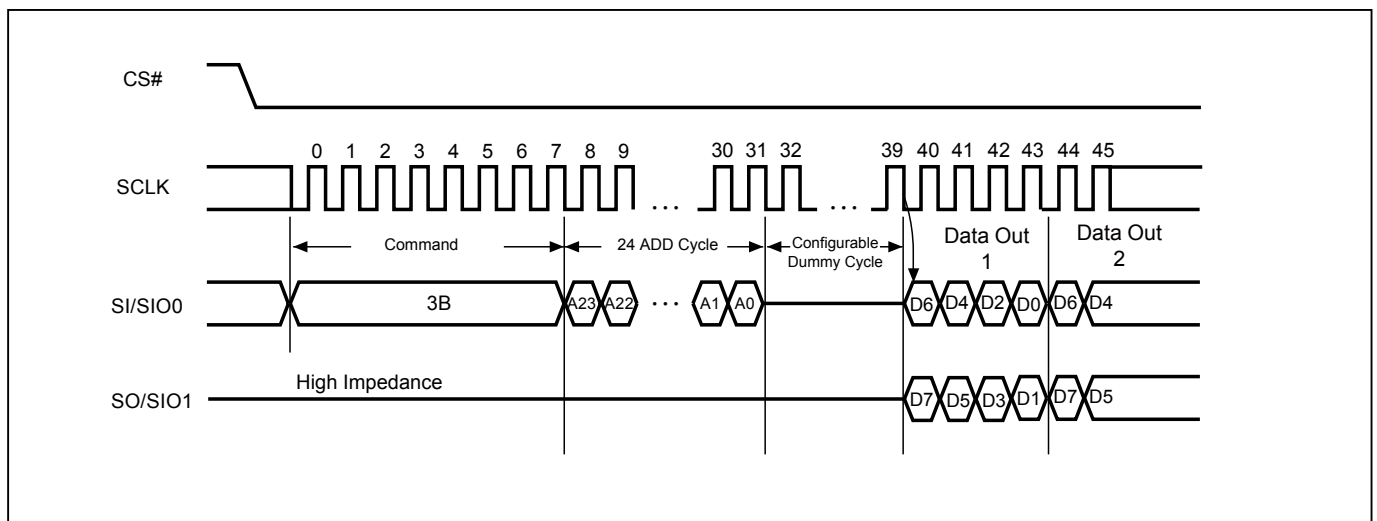 CS#
0 1 2 3 4 5 6 7 8 9 30 31 32 39 40 41 42 43 44 45
SCLK
... ...
Command 24 ADD Cycle Configurable Data Out Data Out
Dummy Cycle 1 2
SI/SIO0 3B A23 A22 ... A1 A0 D6 D4 D2 D0 D6 D4
High Impedance
SO/SIO1 D7 D5 D3 D1 D7 D5